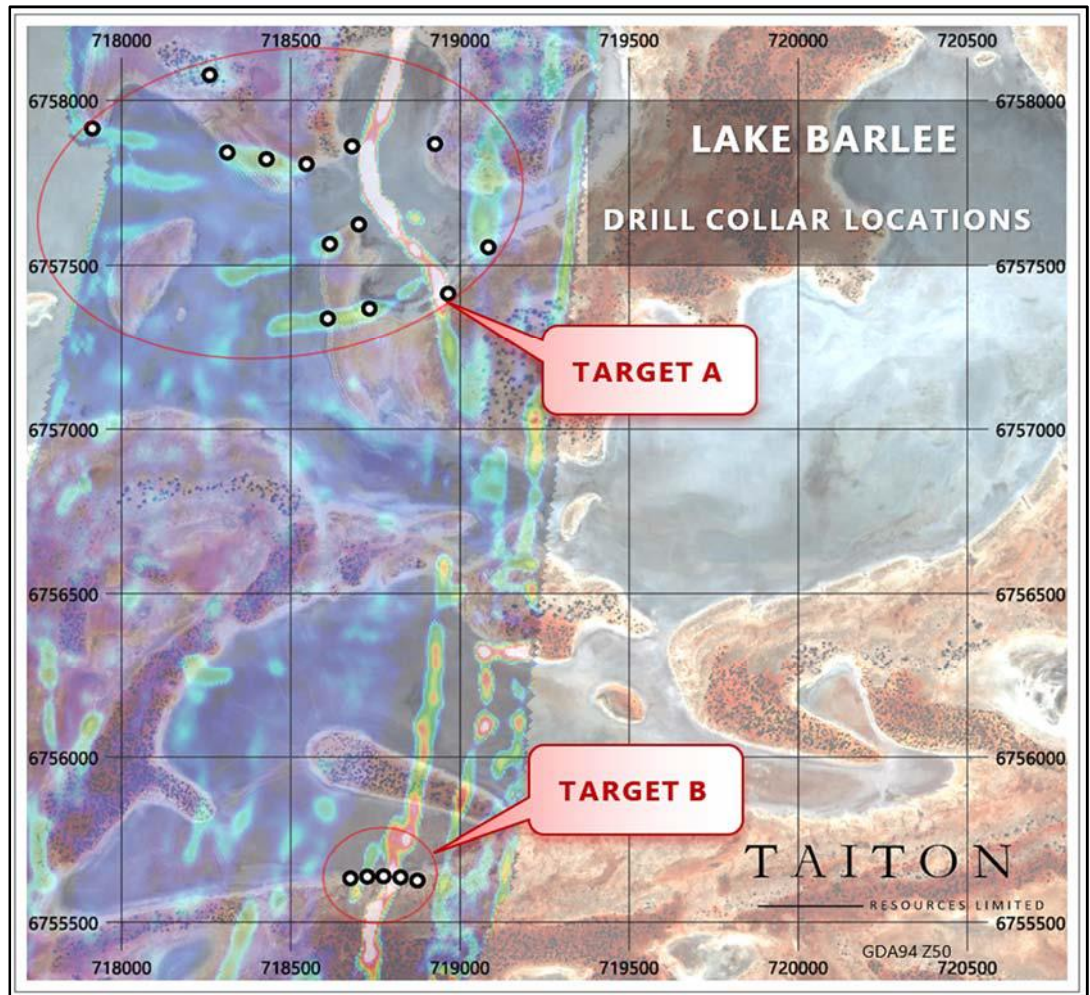 718000 718500 719000 719500 720000 720500
6758000 6758000
LAKE BARLEE
DRILL COLLAR LOCATIONS
6757500 6757500
TARGET A
6757000 6757000
6756500 6756500
6756000 6756000
TARGET B
TAITON
RESOURCES LIMITED
6755500 6755500
GDA94 Z50
718000 718500 719000 719500 720000 720500